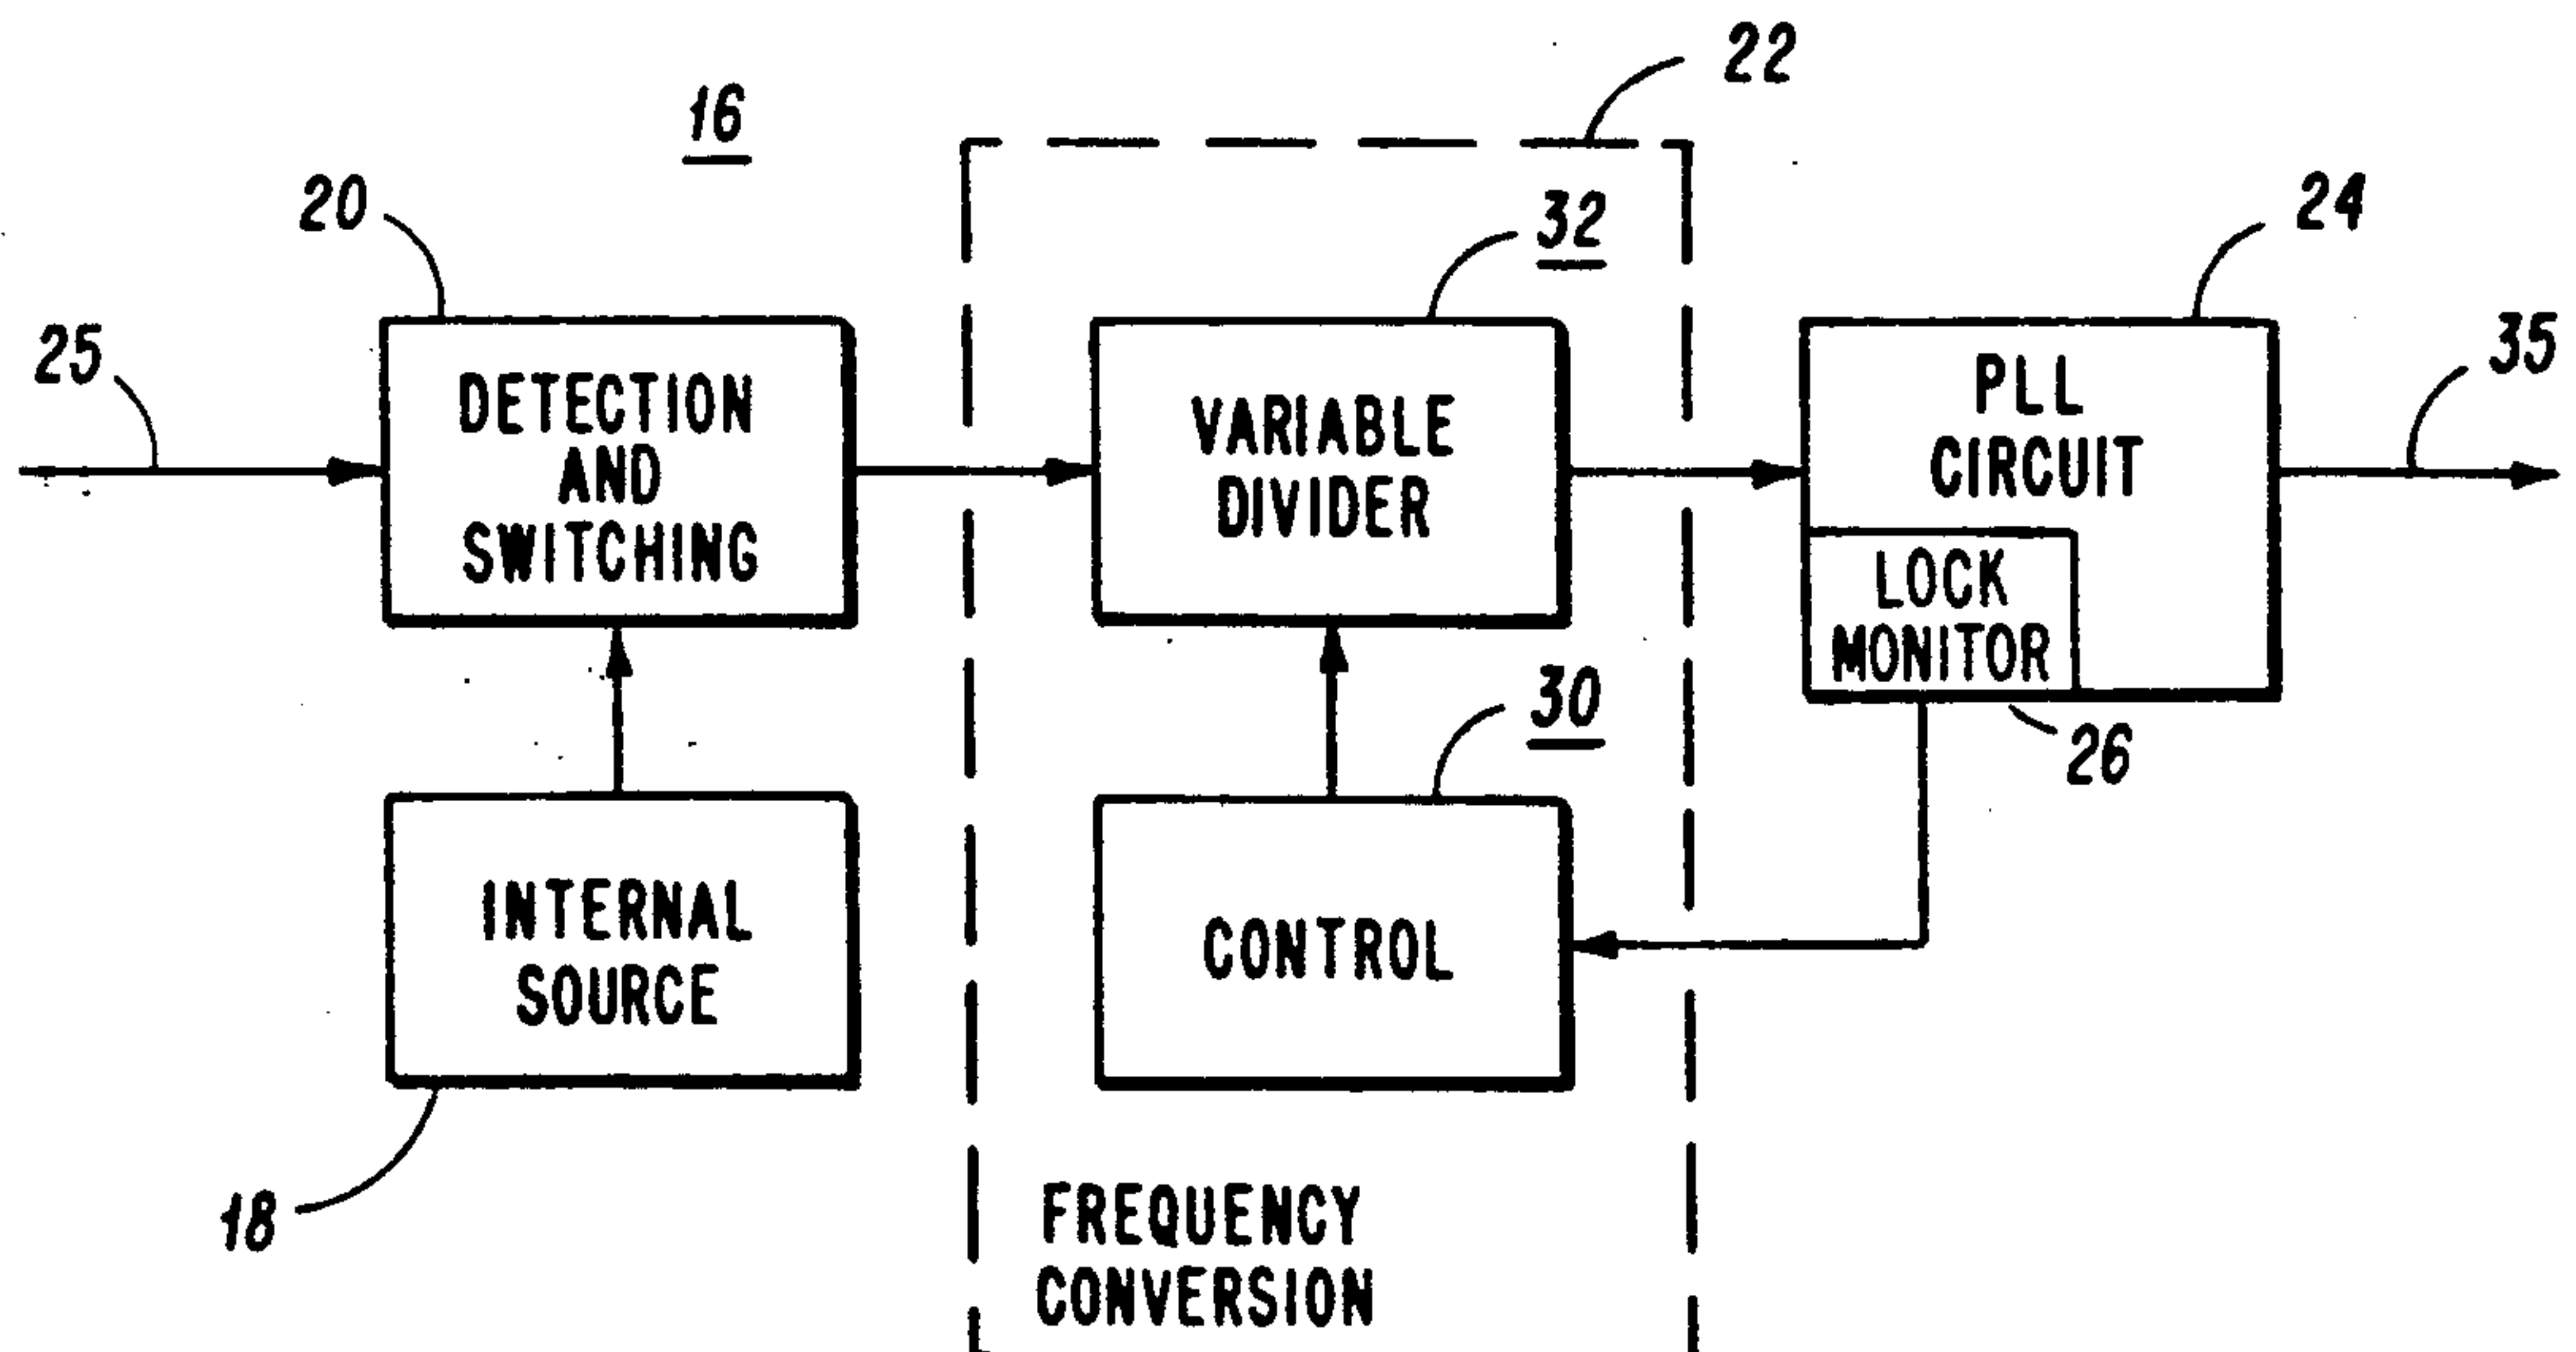 22
16
20
32
24
25
35
DETECTION
AND
SWITCHING
VARIABLE
DIVIDER
PLL
CIRCUIT
LOCK
MONITOR
30
26
INTERNAL
SOURCE
CONTROL
18
FREQUENCY
CONVERSION